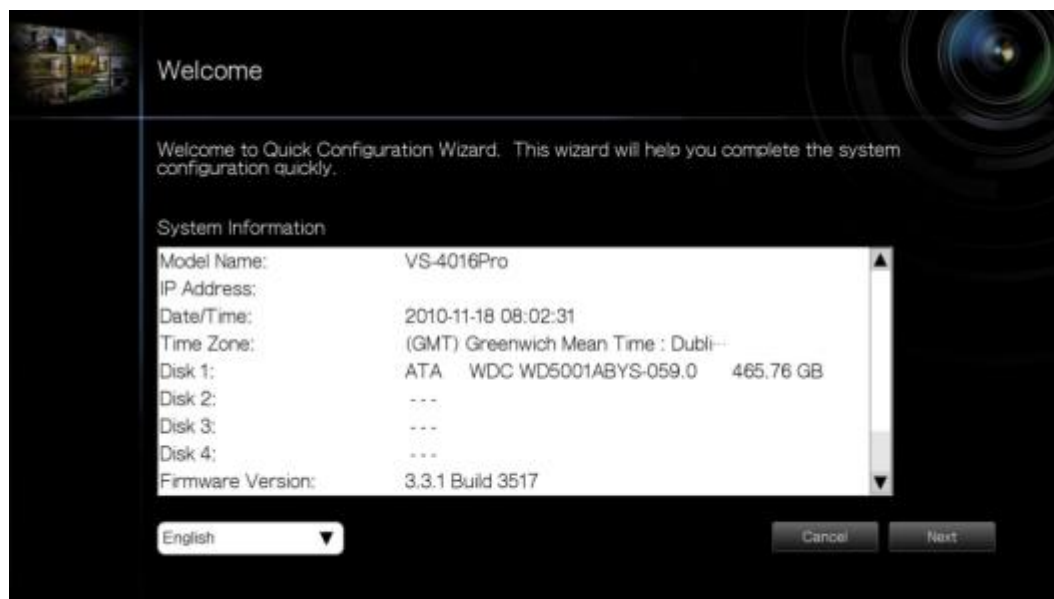 Welcome
Welcome to Quick Configuration Wizard. This wizard will help you complete the system
configuration quickly.
System Information
Model Name: VS-4016Pro
IP Address:
Date/Time: 2010-11-18 08:02:31
Time Zone: (GMT) Greenwich Mean Time : Dubli...
Disk 1: ATA WDC WD5001ABYS-059.0 465.76 GB
Disk 2: ---
Disk 3: ---
Disk 4: ---
Firmware Version: 3.3.1 Build 3517
English Cancel Next